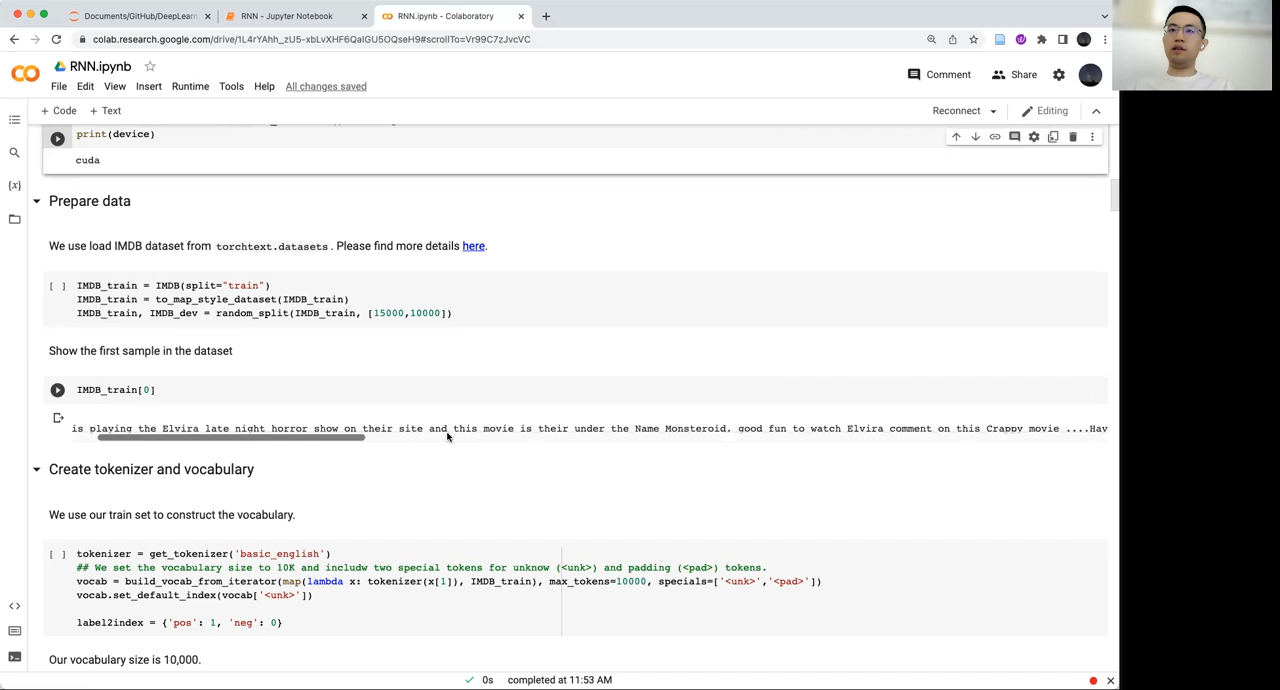 Documents/GitHub/DeepLearn
RNN - Jupyter Notebook
RNN.ipynb - Colaboratory
colab.research.google.com/drive/1L4rYAhh_zU5-xbLvXHF6QaIGU5OQseH9#scrollTo=Vr9C7zJvcVC
RNN.ipynb
File Edit View Insert Runtime Tools Help All changes saved
Comment Share
+ Code + Text
Reconnect Editing
print(device)
cuda
Prepare data
We use load IMDB dataset from torchtext.datasets. Please find more details here.
[ ] IMDB_train = IMDB(split="train")
IMDB_train = to_map_style_dataset(IMDB_train)
IMDB_train, IMDB_dev = random_split(IMDB_train, [15000,10000])
Show the first sample in the dataset
IMDB_train[0]
is playing the Elvira late night horror show on their site and this movie is their under the Name Monsteroid, good fun to watch Elvira comment on this Crappy movie ....Hav
Create tokenizer and vocabulary
We use our train set to construct the vocabulary.
[ ] tokenizer = get_tokenizer('basic_english')
## We set the vocabulary size to 10K and includw two special tokens for unknow (<unk>) and padding (<pad>) tokens.
vocab = build_vocab_from_iterator(map(lambda x: tokenizer(x[1]), IMDB_train), max_tokens=10000, specials=['<unk>','<pad>'])
vocab.set_default_index(vocab['<unk>'])
label2index = {'pos': 1, 'neg': 0}
Our vocabulary size is 10,000.
0s completed at 11:53 AM